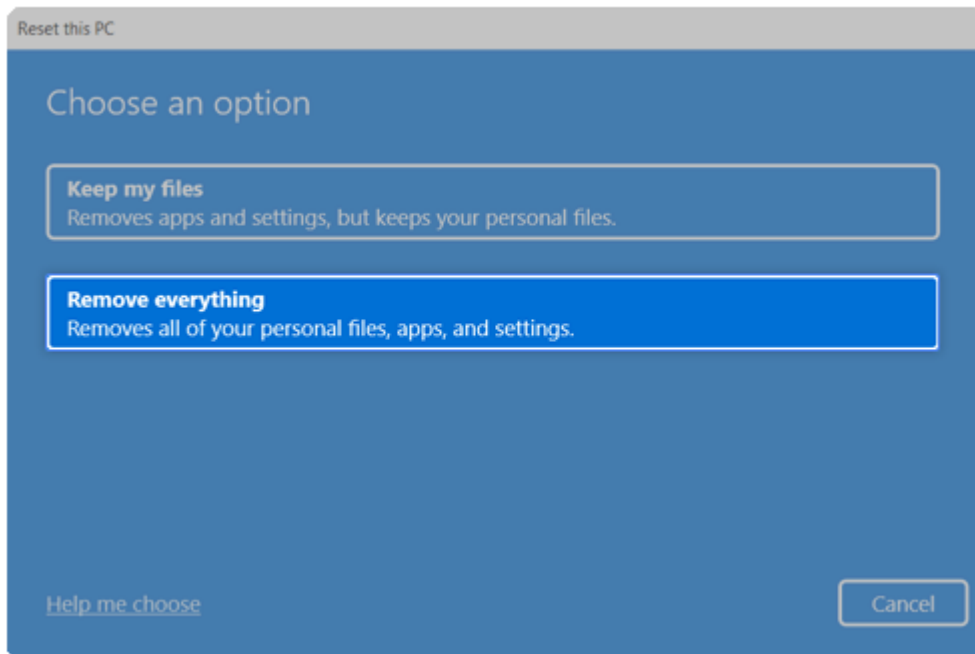 Reset this PC
Choose an option
Keep my files
Removes apps and settings, but keeps your personal files.
Remove everything
Removes all of your personal files, apps, and settings.
Help me choose
Cancel